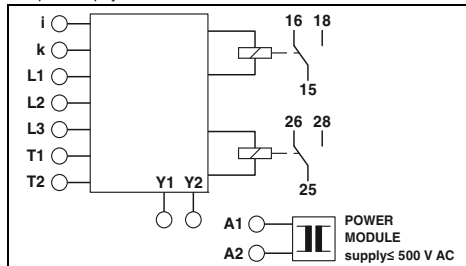 i
k
L1
L2
L3
T1
T2
Y1 Y2
16 18
15
26 28
25
A1
A2
POWER
MODULE
supply≤ 500 V AC